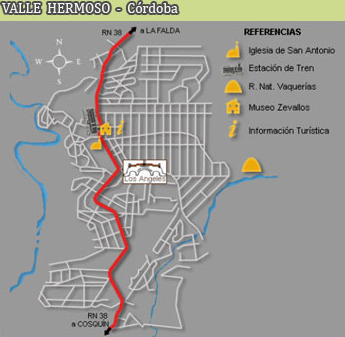 VALLE HERMOSO - Córdoba
RN 38
a LA FALDA
REFERENCIAS
N
O
E
S
Iglesia de San Antonio
Estación de Tren
R. Nat. Vaquerías
Museo Zevallos
Información Turística
Los Angeles
RN 38
a COSQUIN